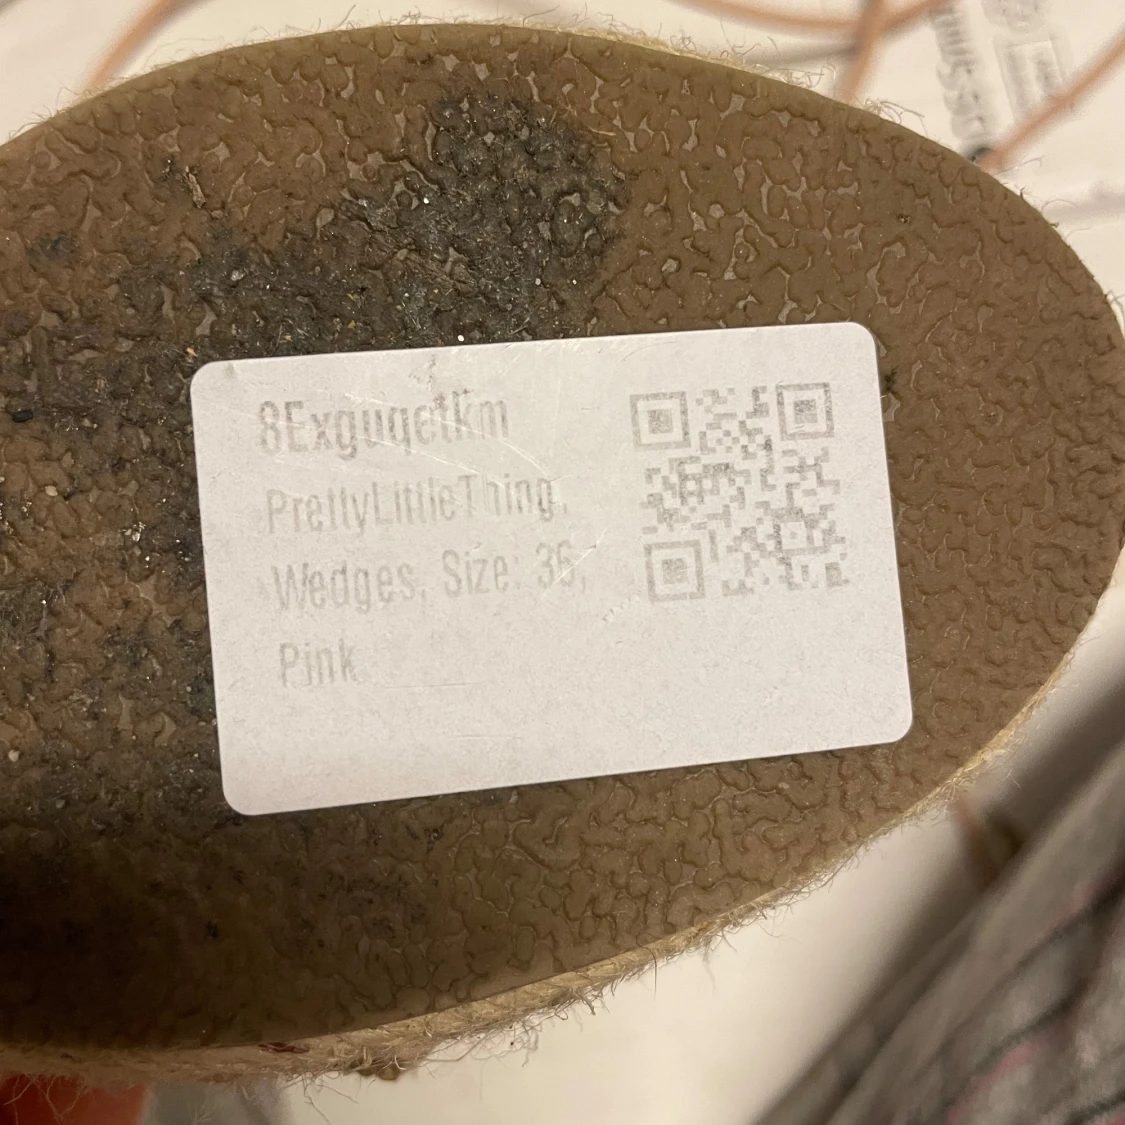 8Exguqetkm
PrettyLittleThing,
Wedges, Size: 36,
Pink